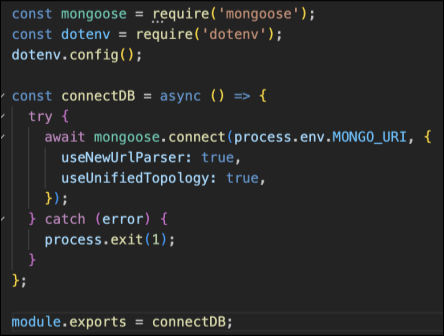 const mongoose = require('mongoose');
const dotenv = require('dotenv');
dotenv.config();

const connectDB = async () => {
  try {
    await mongoose.connect(process.env.MONGO_URI, {
      useNewUrlParser: true,
      useUnifiedTopology: true,
    });
  } catch (error) {
    process.exit(1);
  }
};

module.exports = connectDB;